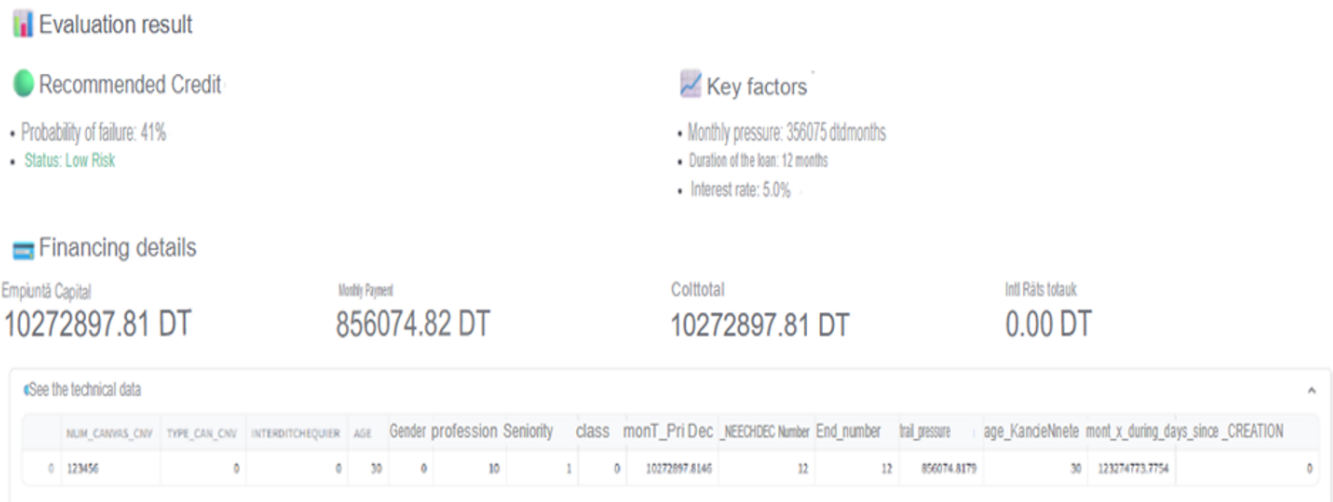 Evaluation result
Recommended Credit
Key factors
• Probability of failure: 41%
• Status: Low Risk
• Monthly pressure: 356075 dtdmonths
• Duration of the loan: 12 months
• Interest rate: 5.0%
Financing details
Empiuntă Capital
Monthly Payment
Colttotal
Intl Răts totauk
10272897.81 DT
856074.82 DT
10272897.81 DT
0.00 DT
See the technical data
NUM_CANVAS_CNV TYPE_CAN_CNV INTERDITCHEQUIER AGE Gender profession Seniority class monT_Pri Dec _NEECHDEC Number End_number trail_pressure age_KandeNnete mont_x_during_days_since _CREATION
0 123456 0 0 30 0 10 1 0 10272897.8146 12 12 856074.8179 30 123274773.7754 0